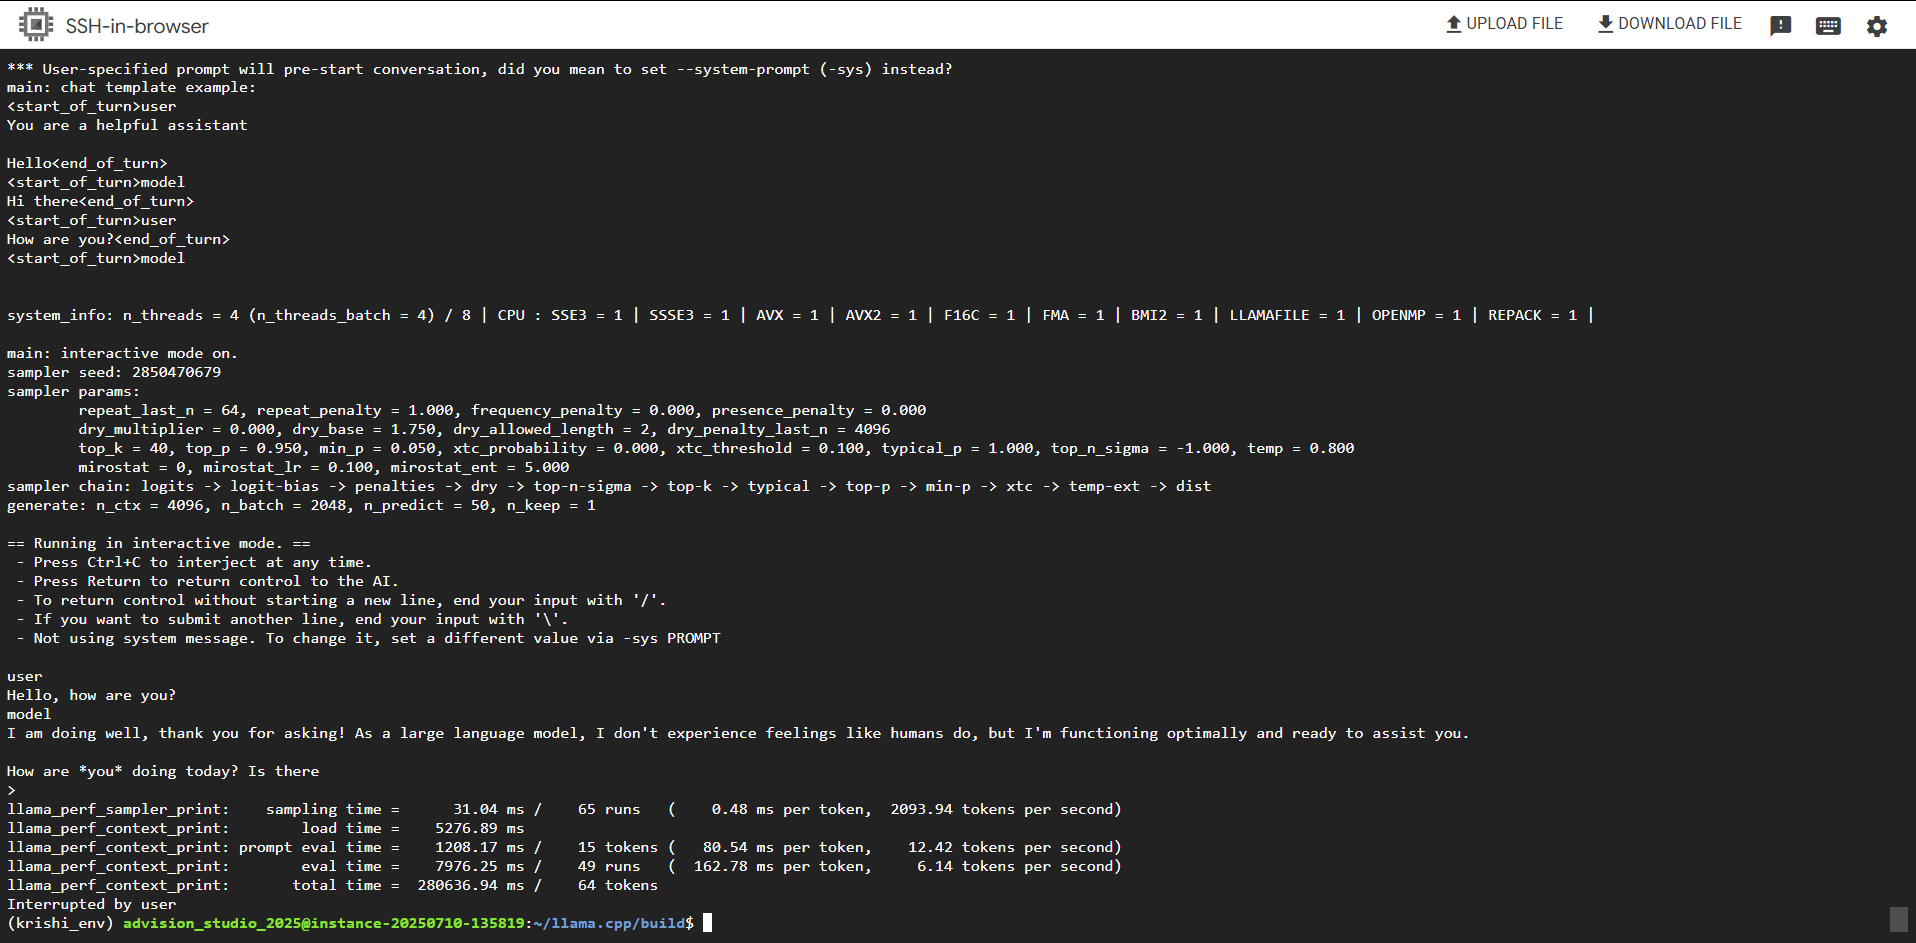 SSH-in-browser
UPLOAD FILE
DOWNLOAD FILE
*** User-specified prompt will pre-start conversation, did you mean to set --system-prompt (-sys) instead?
main: chat template example:
<start_of_turn>user
You are a helpful assistant
Hello<end_of_turn>
<start_of_turn>model
Hi there<end_of_turn>
<start_of_turn>user
How are you?<end_of_turn>
<start_of_turn>model
system_info: n_threads = 4 (n_threads_batch = 4) / 8 | CPU : SSE3 = 1 | SSSE3 = 1 | AVX = 1 | AVX2 = 1 | F16C = 1 | FMA = 1 | BMI2 = 1 | LLAMAFILE = 1 | OPENMP = 1 | REPACK = 1 |
main: interactive mode on.
sampler seed: 2850470679
sampler params:
repeat_last_n = 64, repeat_penalty = 1.000, frequency_penalty = 0.000, presence_penalty = 0.000
dry_multiplier = 0.000, dry_base = 1.750, dry_allowed_length = 2, dry_penalty_last_n = 4096
top_k = 40, top_p = 0.950, min_p = 0.050, xtc_probability = 0.000, xtc_threshold = 0.100, typical_p = 1.000, top_n_sigma = -1.000, temp = 0.800
mirostat = 0, mirostat_lr = 0.100, mirostat_ent = 5.000
sampler chain: logits -> logit-bias -> penalties -> dry -> top-n-sigma -> top-k -> typical -> top-p -> min-p -> xtc -> temp-ext -> dist
generate: n_ctx = 4096, n_batch = 2048, n_predict = 50, n_keep = 1
== Running in interactive mode. ==
- Press Ctrl+C to interject at any time.
- Press Return to return control to the AI.
- To return control without starting a new line, end your input with '/'.
- If you want to submit another line, end your input with '\'.
- Not using system message. To change it, set a different value via -sys PROMPT
user
Hello, how are you?
model
I am doing well, thank you for asking! As a large language model, I don't experience feelings like humans do, but I'm functioning optimally and ready to assist you.
How are *you* doing today? Is there
>
llama_perf_sampler_print:    sampling time =      31.04 ms /    65 runs   (    0.48 ms per token,  2093.94 tokens per second)
llama_perf_context_print:        load time =    5276.89 ms
llama_perf_context_print: prompt eval time =    1208.17 ms /    15 tokens (   80.54 ms per token,    12.42 tokens per second)
llama_perf_context_print:        eval time =    7976.25 ms /    49 runs   (  162.78 ms per token,     6.14 tokens per second)
llama_perf_context_print:       total time =  280636.94 ms /    64 tokens
Interrupted by user
(krishi_env) advision_studio_2025@instance-20250710-135819:~/llama.cpp/build$